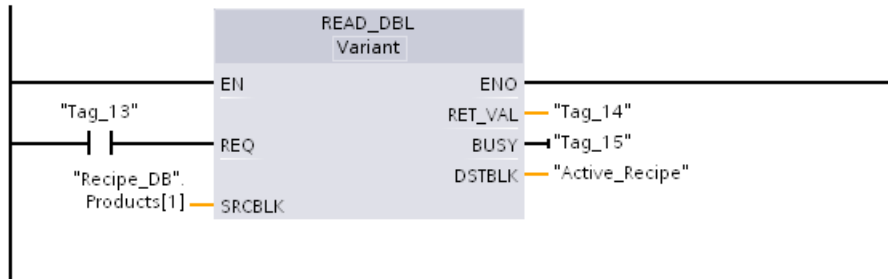 READ_DBL
Variant
EN
ENO
"Tag_13"
RET_VAL
"Tag_14"
REQ
BUSY
"Tag_15"
"Recipe_DB".
Products[1]
SRCBLK
DSTBLK
"Active_Recipe"